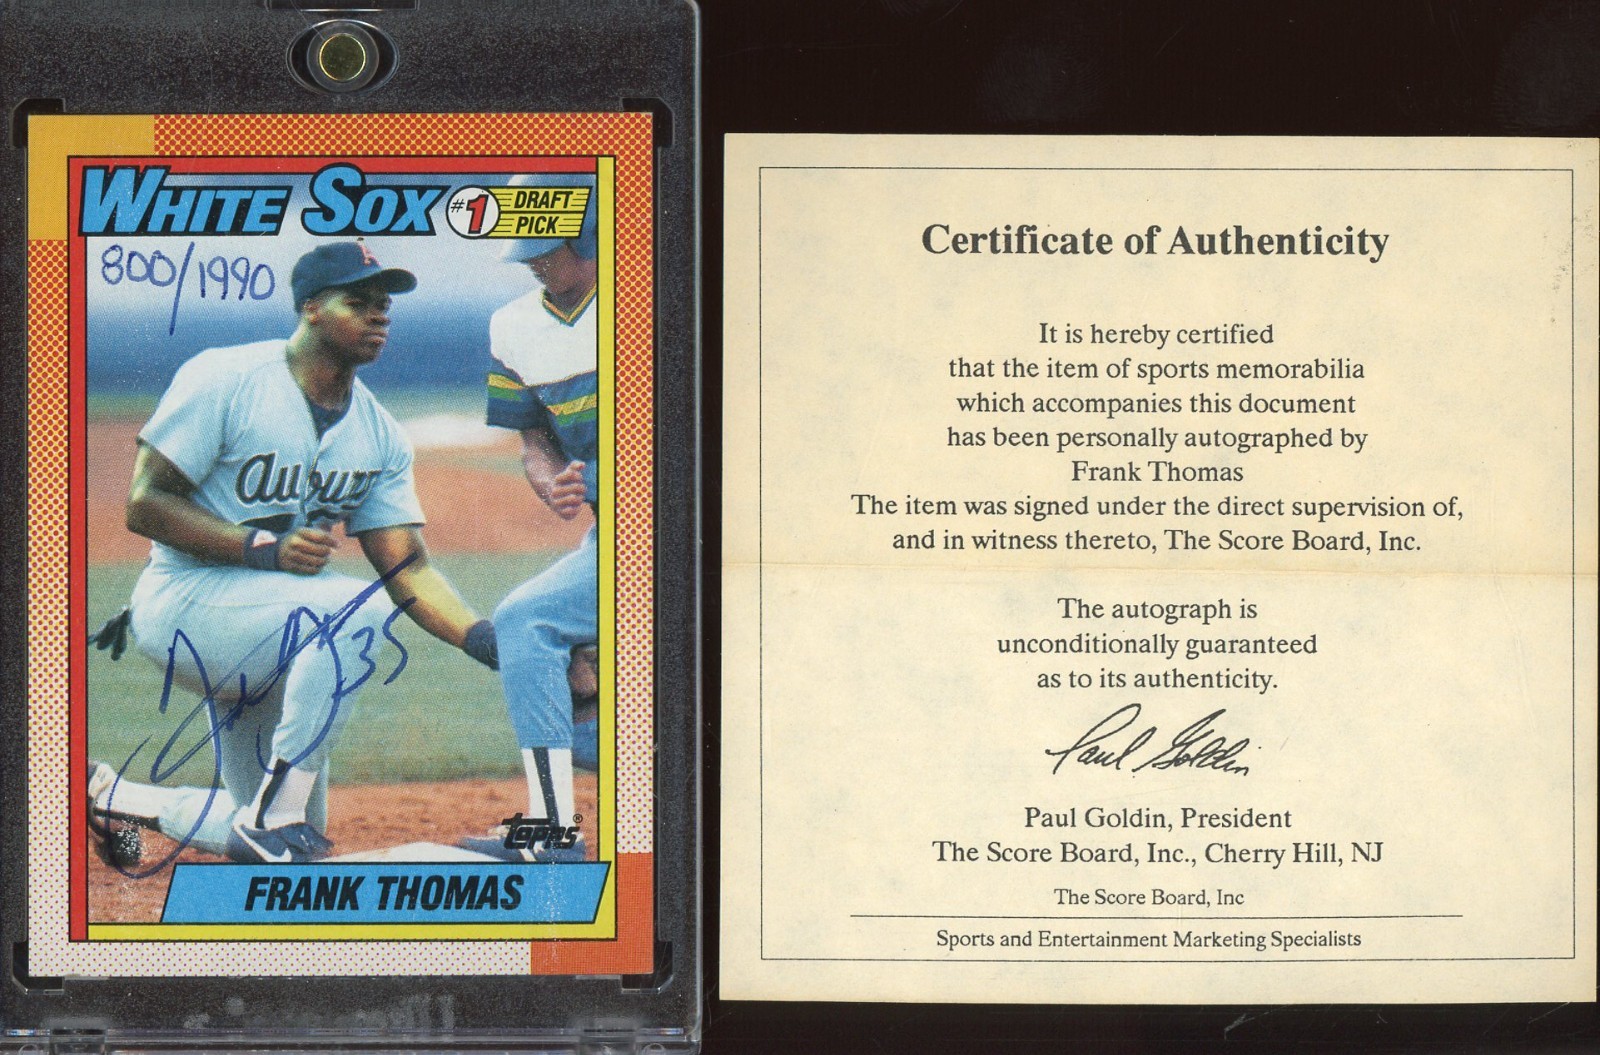 WHITE SOX #1 DRAFT PICK
800/1990
A
Auburn
35
topps®
FRANK THOMAS
Certificate of Authenticity
It is hereby certified
that the item of sports memorabilia
which accompanies this document
has been personally autographed by
Frank Thomas
The item was signed under the direct supervision of,
and in witness thereto, The Score Board, Inc.
The autograph is
unconditionally guaranteed
as to its authenticity.
Paul Goldin
Paul Goldin, President
The Score Board, Inc., Cherry Hill, NJ
The Score Board, Inc
Sports and Entertainment Marketing Specialists